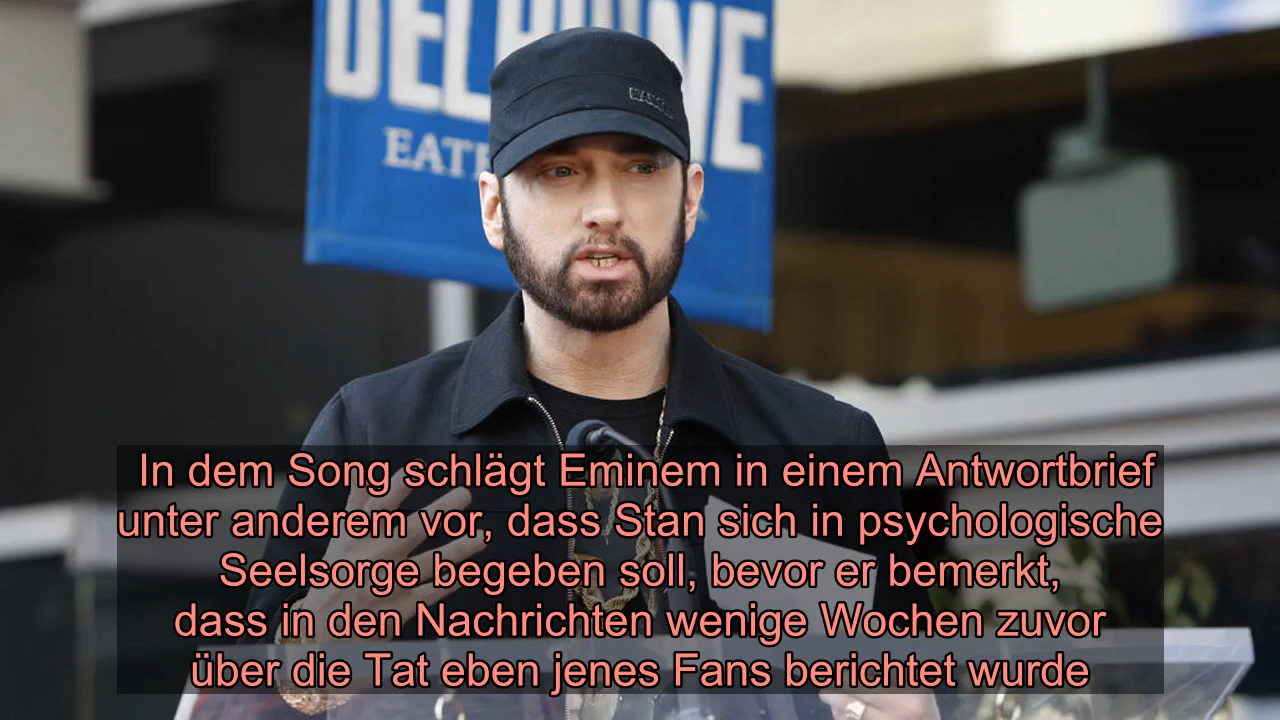 EATE
In dem Song schlägt Eminem in einem Antwortbrief
unter anderem vor, dass Stan sich in psychologische
Seelsorge begeben soll, bevor er bemerkt,
dass in den Nachrichten wenige Wochen zuvor
über die Tat eben jenes Fans berichtet wurde